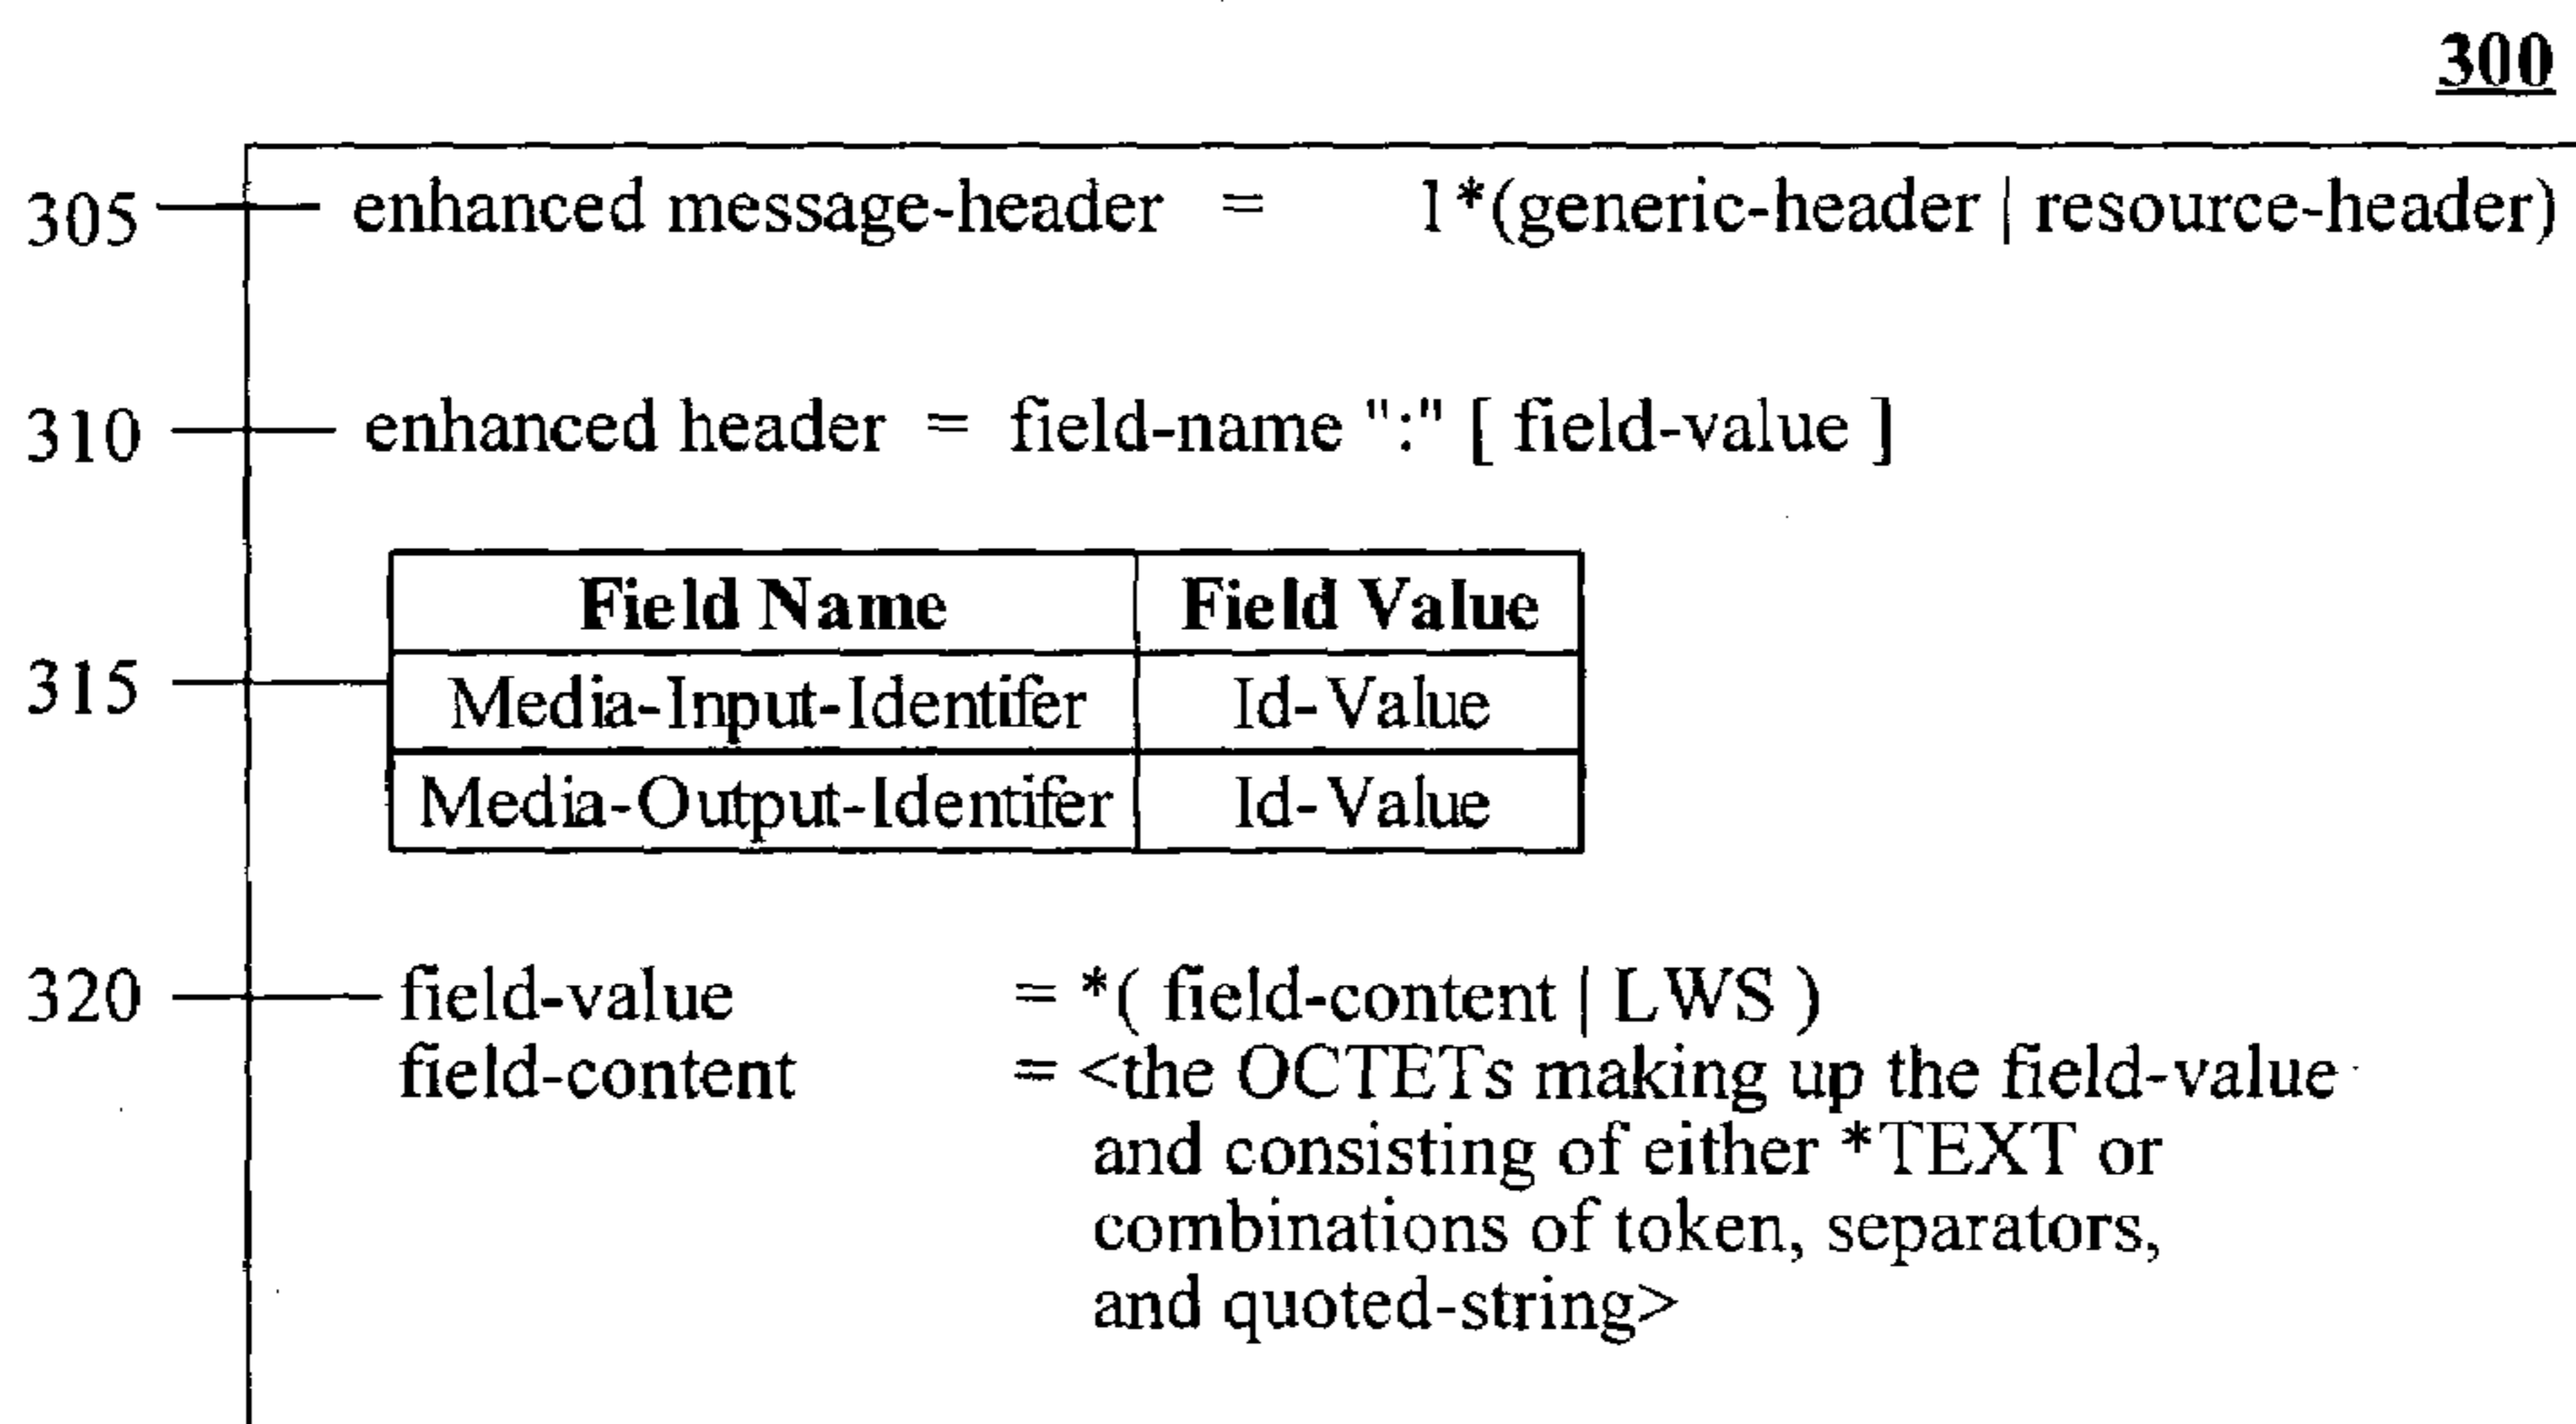 300
305 enhanced message-header = 1*(generic-header | resource-header)
310 enhanced header = field-name ":" [ field-value ]
Field Name Field Value
315 Media-Input-Identifer Id-Value
Media-Output-Identifer Id-Value
320 field-value = *( field-content | LWS )
field-content = <the OCTETs making up the field-value
and consisting of either *TEXT or
combinations of token, separators,
and quoted-string>